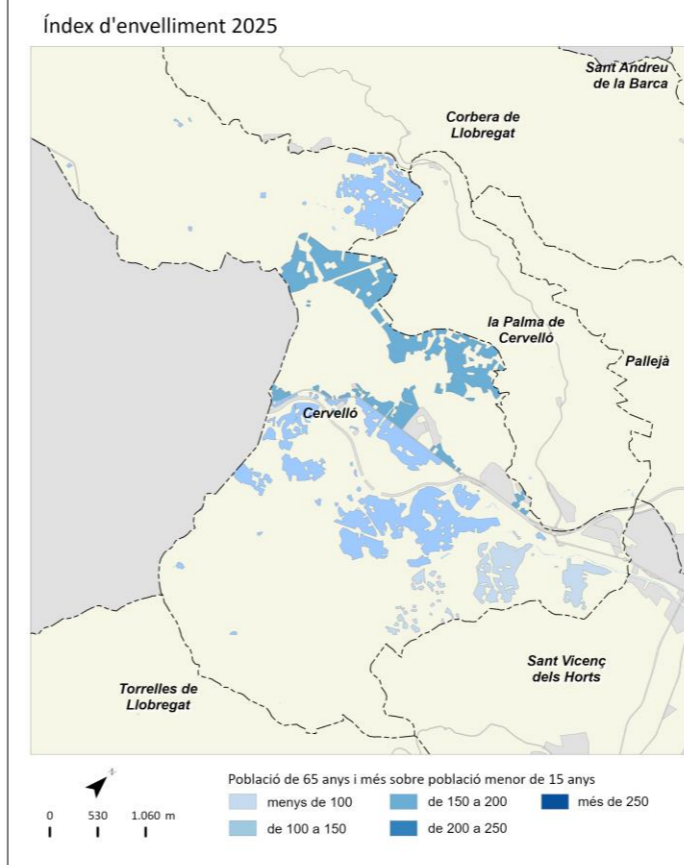 Índex d'envelliment 2025
Sant Andreu
de la Barca
Corbera de
Llobregat
la Palma de
Cervelló
Pallejà
Cervelló
Sant Vicenç
dels Horts
Torrelles de
Llobregat
0 530 1.060 m
Població de 65 anys i més sobre població menor de 15 anys
menys de 100
de 100 a 150
de 150 a 200
de 200 a 250
més de 250